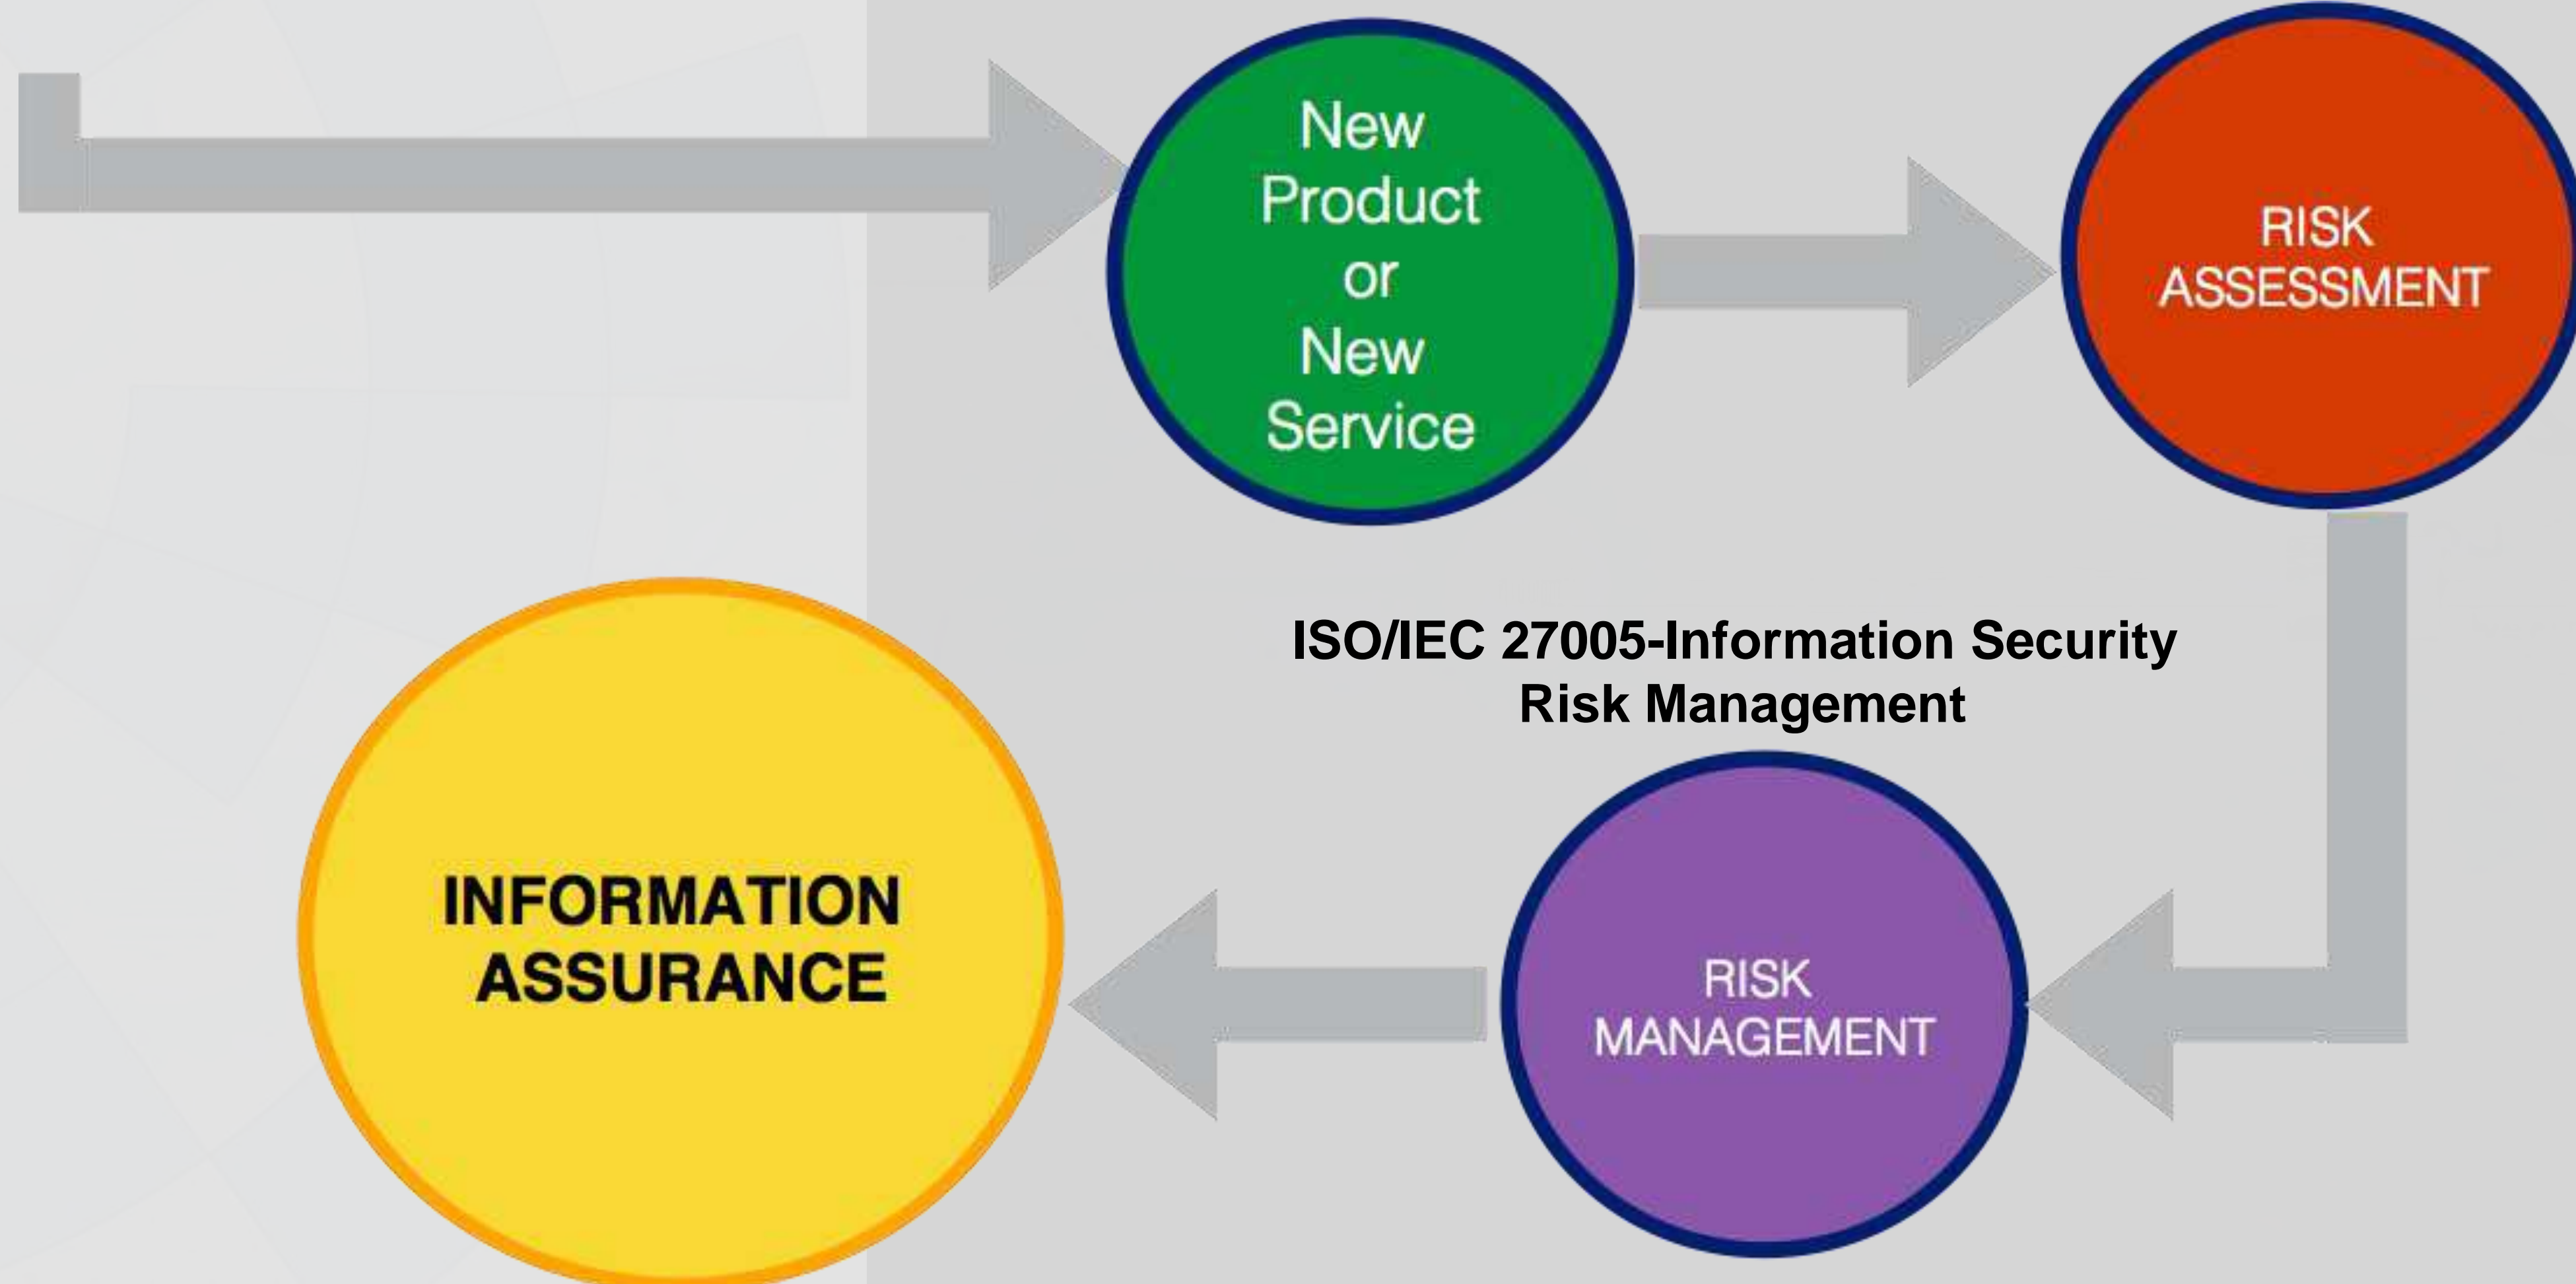 New
Product
or
New
Service
RISK
ASSESSMENT
ISO/IEC 27005-Information Security
Risk Management
RISK
MANAGEMENT
INFORMATION
ASSURANCE